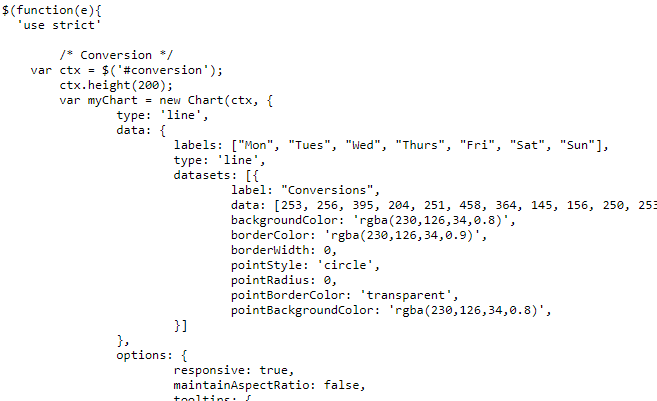 $(function(e){
'use strict'
/* Conversion */
var ctx = $('#conversion');
ctx.height(200);
var myChart = new Chart(ctx, {
type: 'line',
data: {
labels: ["Mon", "Tues", "Wed", "Thurs", "Fri", "Sat", "Sun"],
type: 'line',
datasets: [{
label: "Conversions",
data: [253, 256, 395, 204, 251, 458, 364, 145, 156, 250, 253
backgroundColor: 'rgba(230,126,34,0.8)',
borderColor: 'rgba(230,126,34,0.9)',
borderWidth: 0,
pointStyle: 'circle',
pointRadius: 0,
pointBorderColor: 'transparent',
pointBackgroundColor: 'rgba(230,126,34,0.8)',
}]
},
options: {
responsive: true,
maintainAspectRatio: false,
tooltips: {